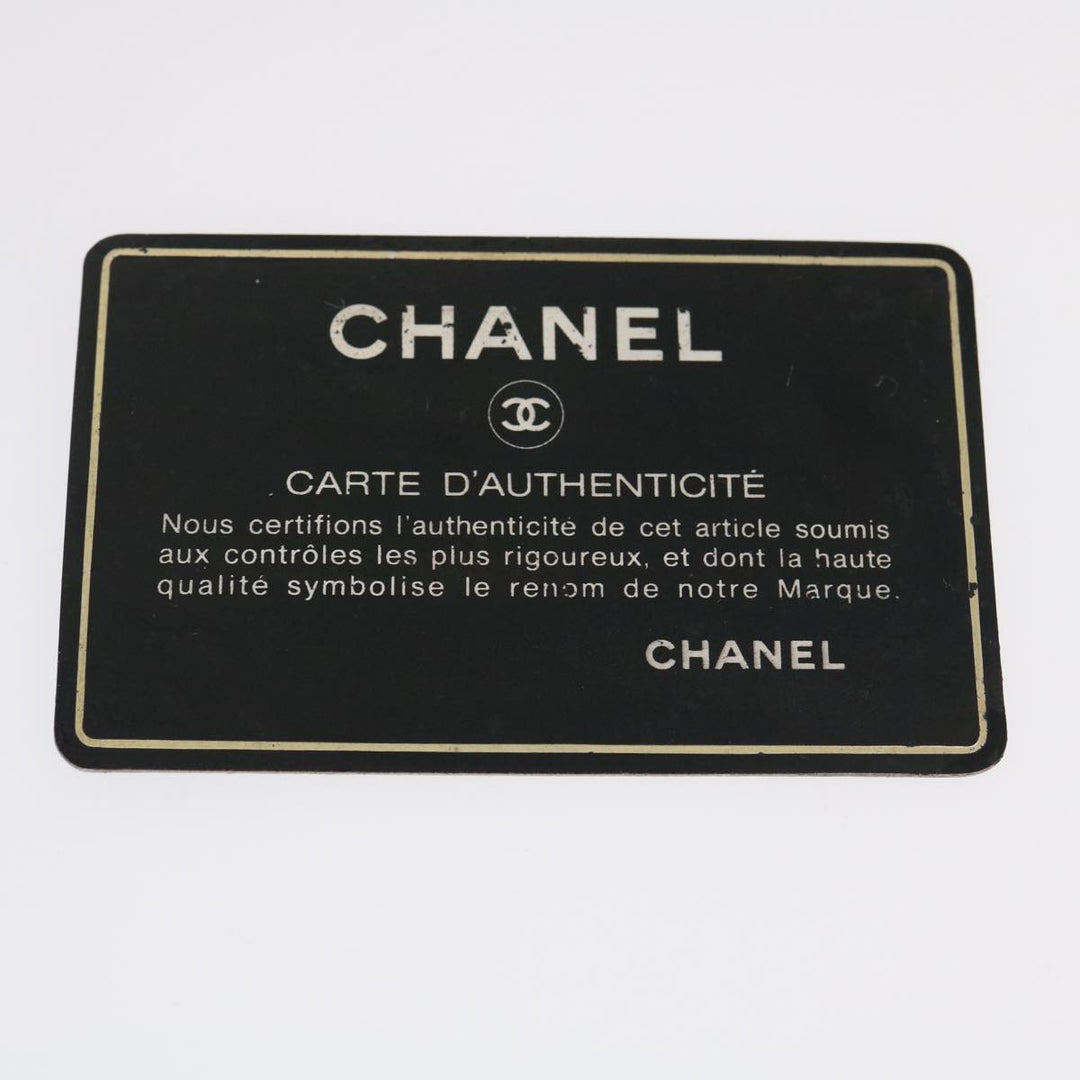 CHANEL
CARTE D'AUTHENTICITÉ
Nous certifions l'authenticité de cet article soumis
aux contrôles les plus rigoureux, et dont la haute
qualité symbolise le renom de notre Marque.
CHANEL